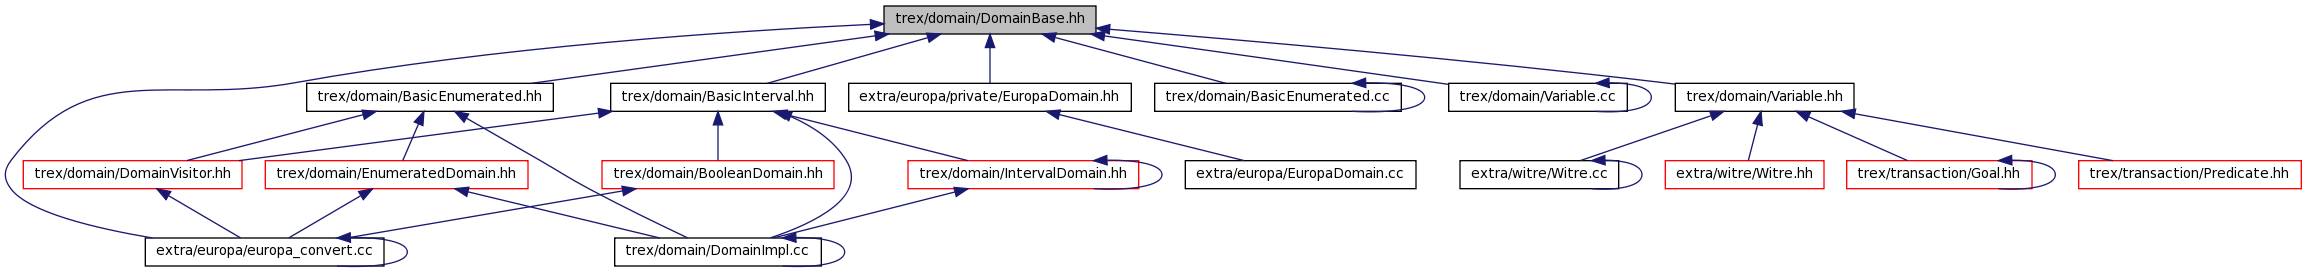 trex/domain/DomainBase.hh
trex/domain/BasicEnumerated.hh
trex/domain/BasicInterval.hh
extra/europa/private/EuropaDomain.hh
trex/domain/BasicEnumerated.cc
trex/domain/Variable.cc
trex/domain/Variable.hh
trex/domain/DomainVisitor.hh
trex/domain/EnumeratedDomain.hh
trex/domain/BooleanDomain.hh
trex/domain/IntervalDomain.hh
extra/europa/EuropaDomain.cc
extra/witre/Witre.cc
extra/witre/Witre.hh
trex/transaction/Goal.hh
trex/transaction/Predicate.hh
extra/europa/europa_convert.cc
trex/domain/DomainImpl.cc